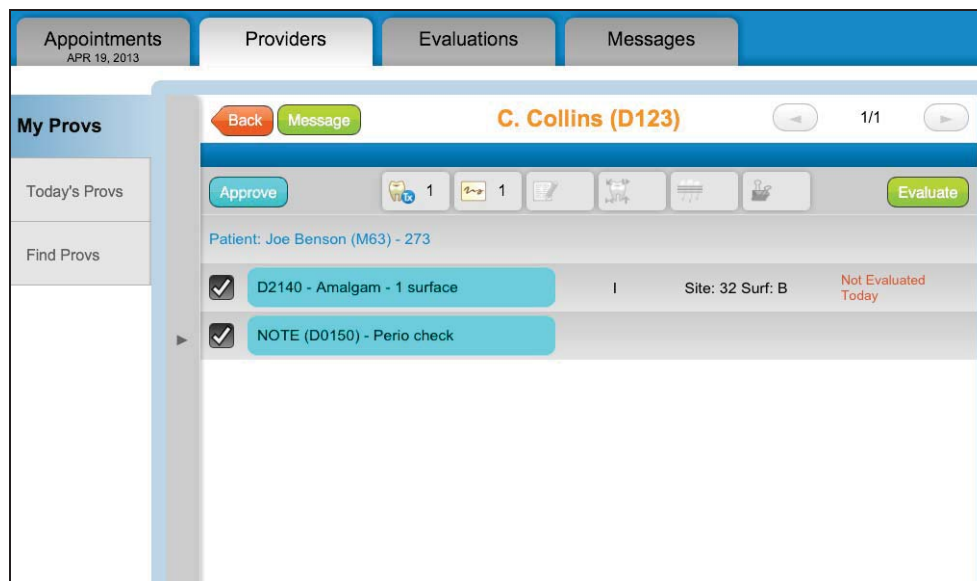 Appointments
APR 19, 2013
Providers
Evaluations
Messages
My Provs
Today's Provs
Find Provs
Back
Message
C. Collins (D123)
1/1
Approve
Tx
1
1
Evaluate
Patient: Joe Benson (M63) - 273
D2140 - Amalgam - 1 surface
I
Site: 32 Surf: B
Not Evaluated
Today
NOTE (D0150) - Perio check